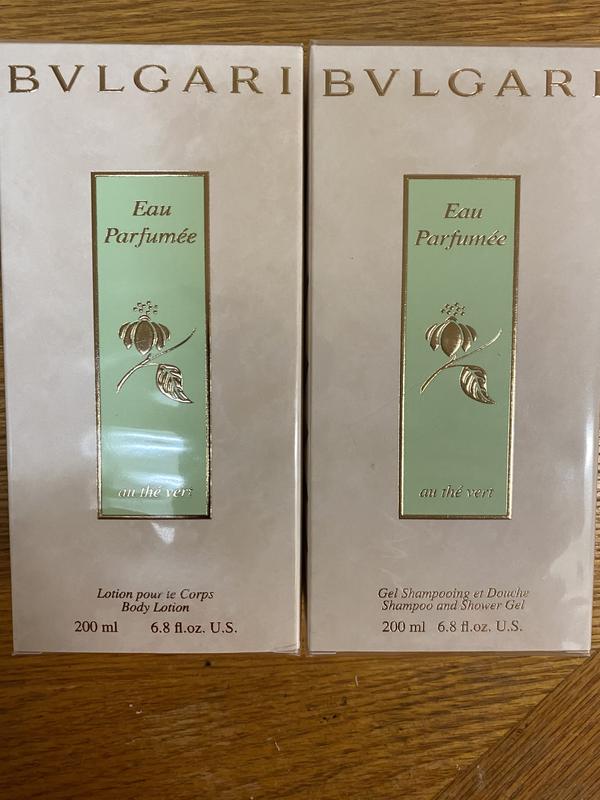 BVLGARI
Eau
Parfumée
au thé vert
Lotion pour le Corps
Body Lotion
200 ml 6.8 fl.oz. U.S.
BVLGARI
Eau
Parfumée
au thé vert
Gel Shampooing et Douche
Shampoo and Shower Gel
200 ml 6.8 fl.oz. U.S.